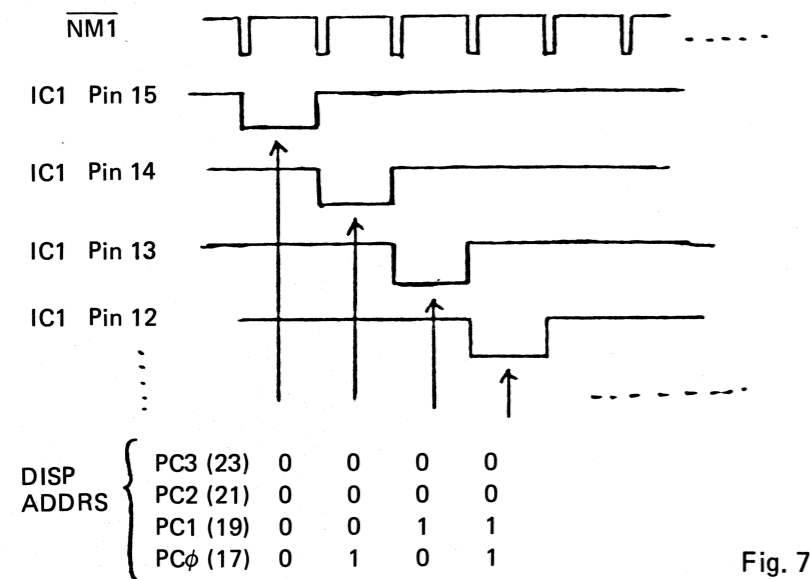 NM1
IC1 Pin 15
IC1 Pin 14
IC1 Pin 13
IC1 Pin 12
DISP ADDRS
PC3 (23) 0 0 0 0
PC2 (21) 0 0 0 0
PC1 (19) 0 0 1 1
PCϕ (17) 0 1 0 1
Fig. 7